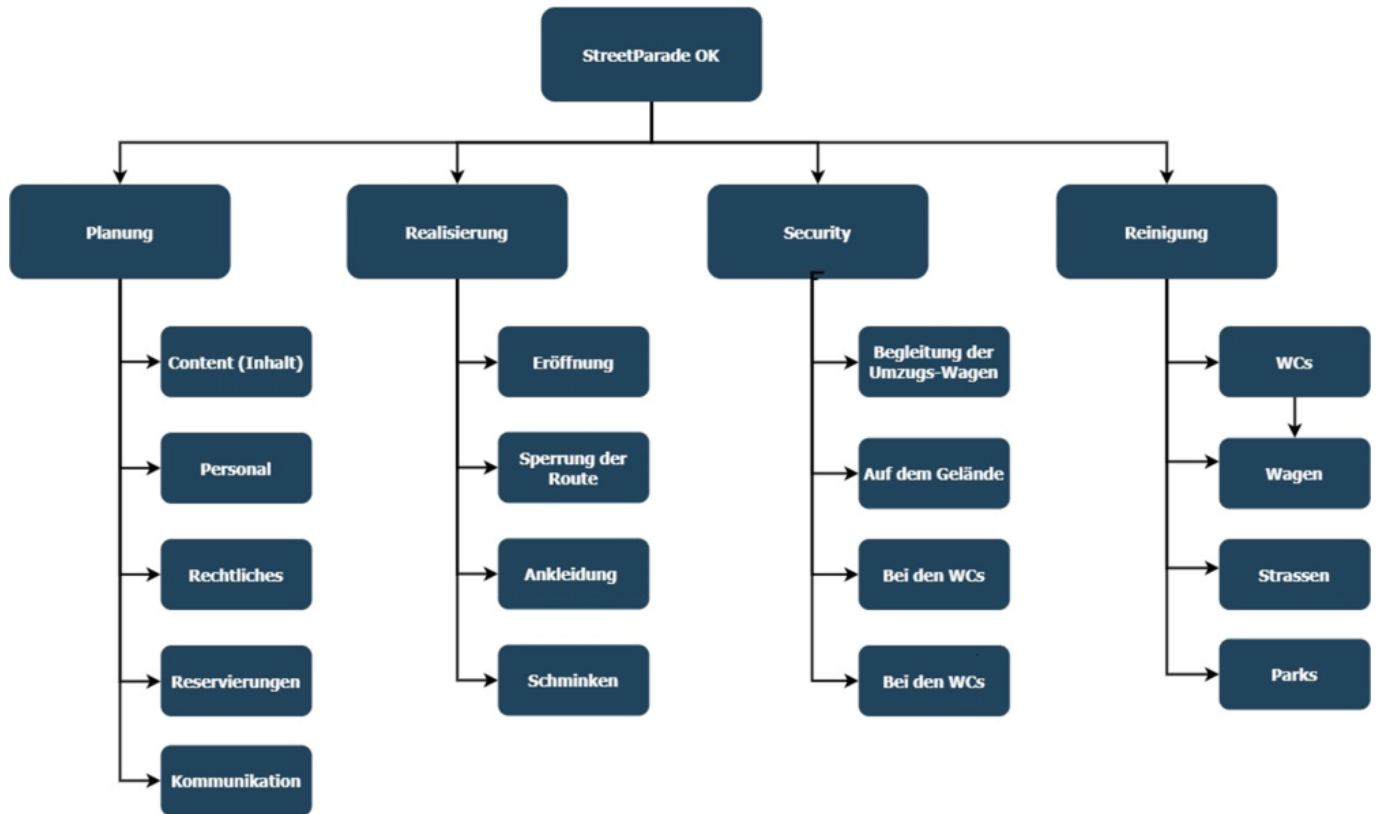 StreetParade OK
Planung
Realisierung
Security
Reinigung
Content (Inhalt)
Personal
Rechtliches
Reservierungen
Kommunikation
Eröffnung
Sperrung der
Route
Ankleidung
Schminken
Begleitung der
Umzugs-Wagen
Auf dem Gelände
Bei den WCs
Bei den WCs
WCs
Wagen
Strassen
Parks